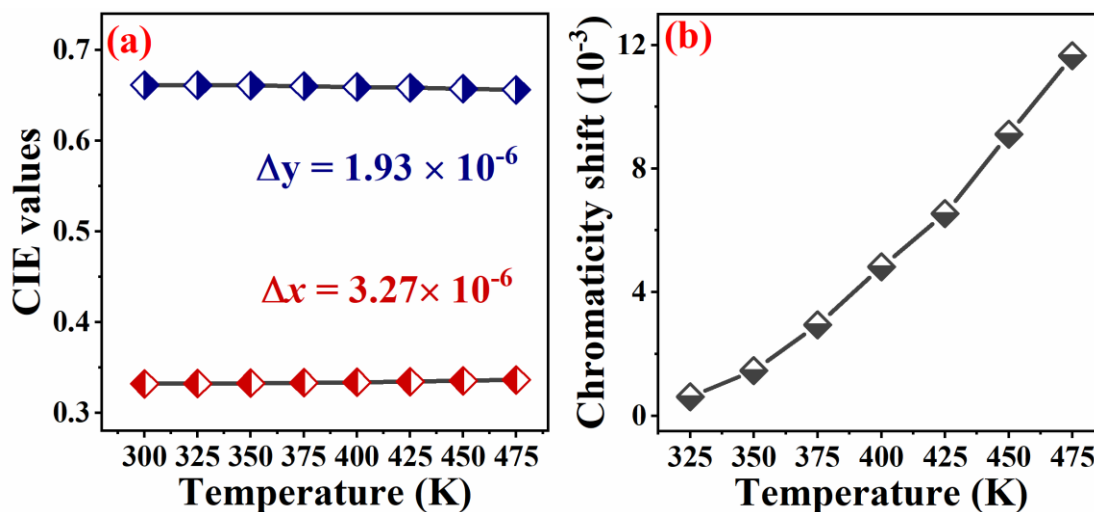 (a)
CIE values
0.7
0.6
0.5
0.4
0.3
Δy = 1.93 × 10⁻⁶
Δx = 3.27× 10⁻⁶
300 325 350 375 400 425 450 475
Temperature (K)
(b)
Chromaticity shift (10⁻³)
12
8
4
0
325 350 375 400 425 450 475
Temperature (K)